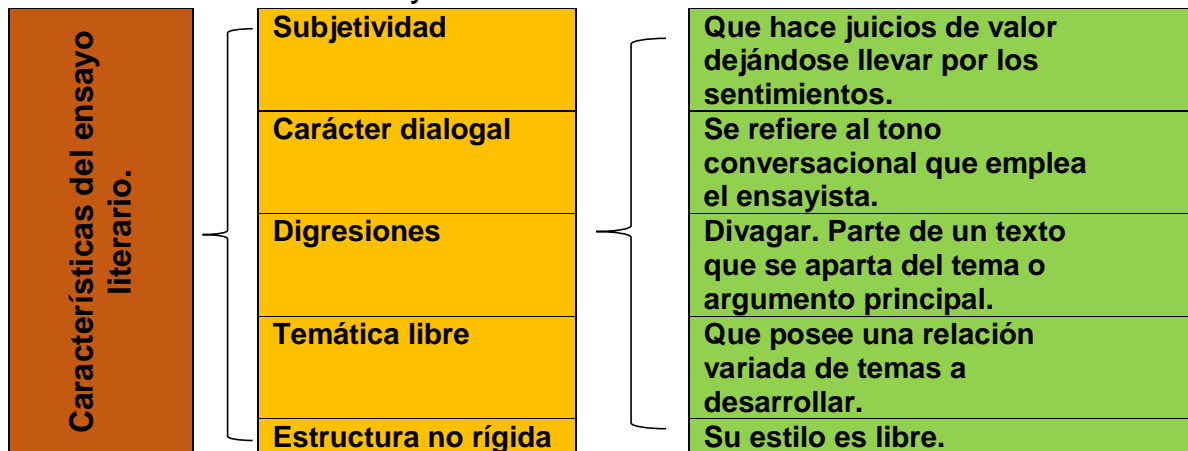 y
Características del ensayo
literario.
Subjetividad
Que hace juicios de valor
dejándose llevar por los
sentimientos.
Carácter dialogal
Se refiere al tono
conversacional que emplea
el ensayista.
Digresiones
Divagar. Parte de un texto
que se aparta del tema o
argumento principal.
Temática libre
Que posee una relación
variada de temas a
desarrollar.
Estructura no rígida
Su estilo es libre.